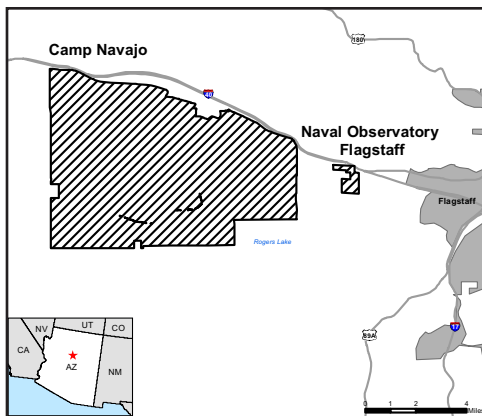 180
Camp Navajo
40
Naval Observatory
Flagstaff
Flagstaff
Rogers Lake
NV
UT
CO
CA
AZ
NM
89A
17
0 2 4
Miles